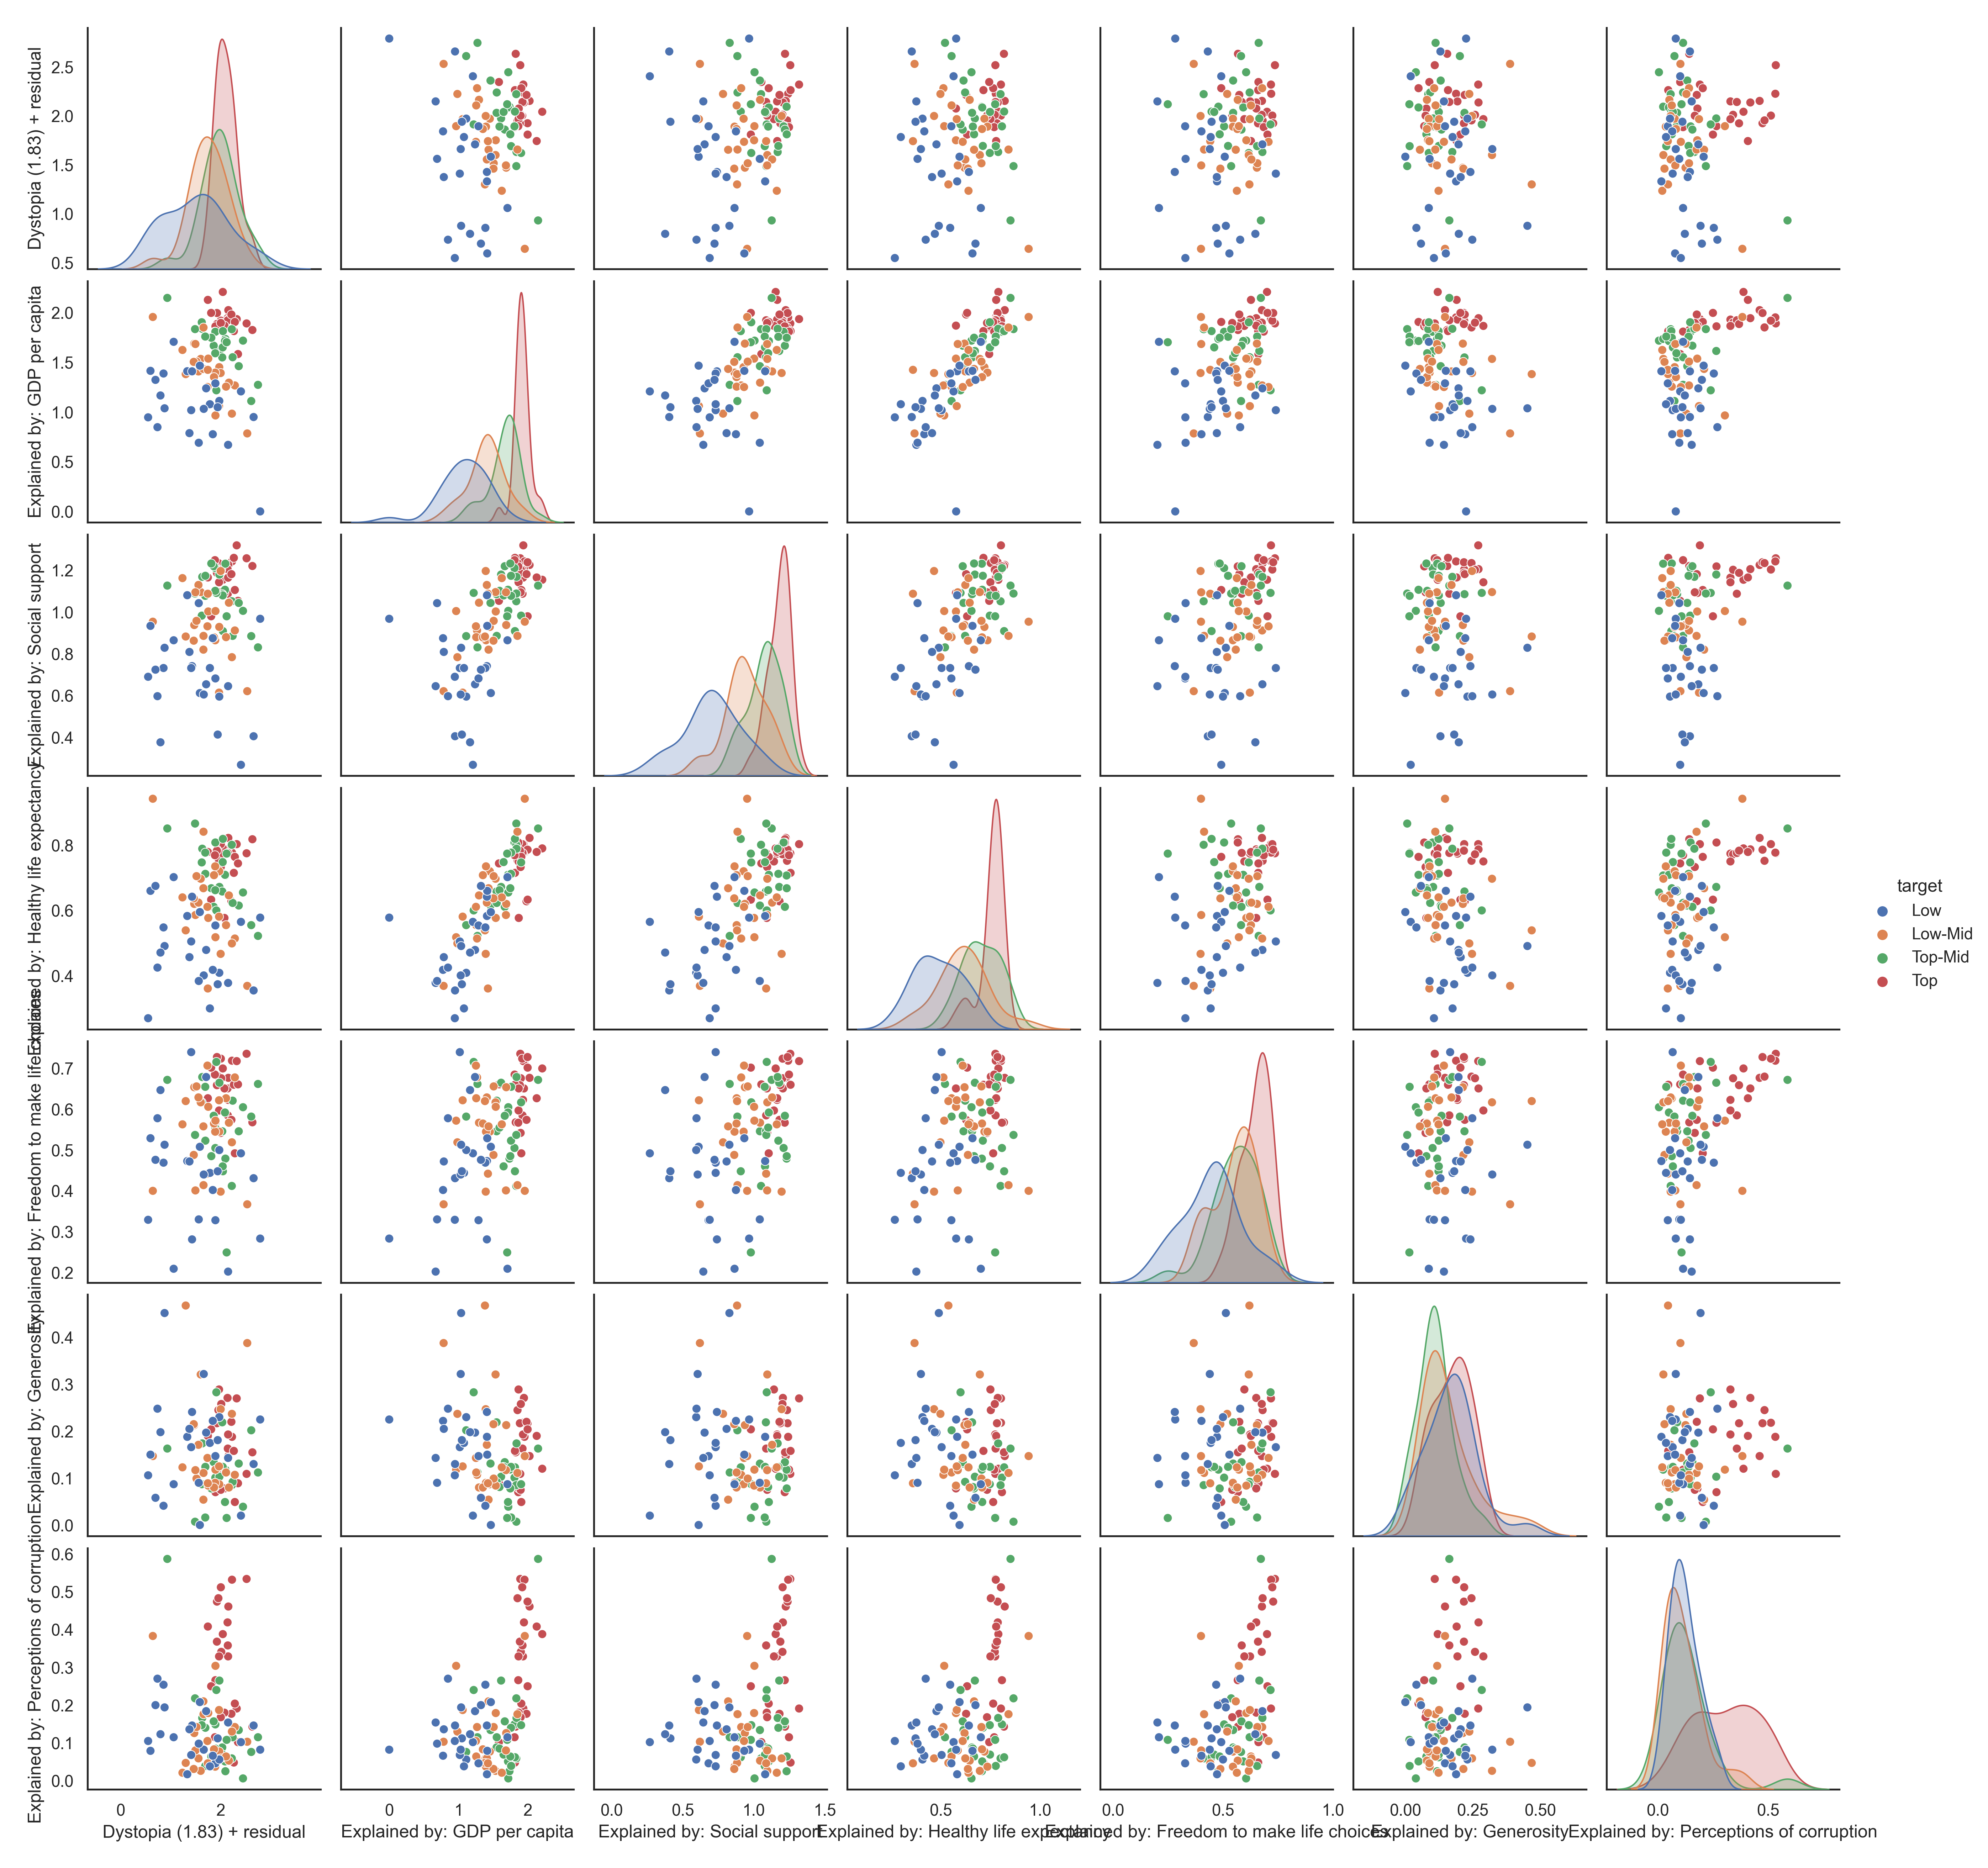 Dystopia (1.83) + residual
2.5
2.0
1.5
1.0
0.5
Explained by: GDP per capita
2.0
1.5
1.0
0.5
0.0
Explained by: Social support
1.2
1.0
0.8
0.6
0.4
Explained by: Healthy life expectancy
0.8
0.6
0.4
Explained by: Freedom to make life choices
0.7
0.6
0.5
0.4
0.3
0.2
Explained by: Generosity
0.4
0.3
0.2
0.1
0.0
Explained by: Perceptions of corruption
0.6
0.5
0.4
0.3
0.2
0.1
0.0
0 2
0 1 2
0.0 0.5 1.0 1.5
0.5 1.0
0.0 0.5 1.0
0.00 0.25 0.50
0.0 0.5
Dystopia (1.83) + residual
Explained by: GDP per capita
Explained by: Social support
Explained by: Healthy life expectancy
Explained by: Freedom to make life choices
Explained by: Generosity
Explained by: Perceptions of corruption
target
Low
Low-Mid
Top-Mid
Top